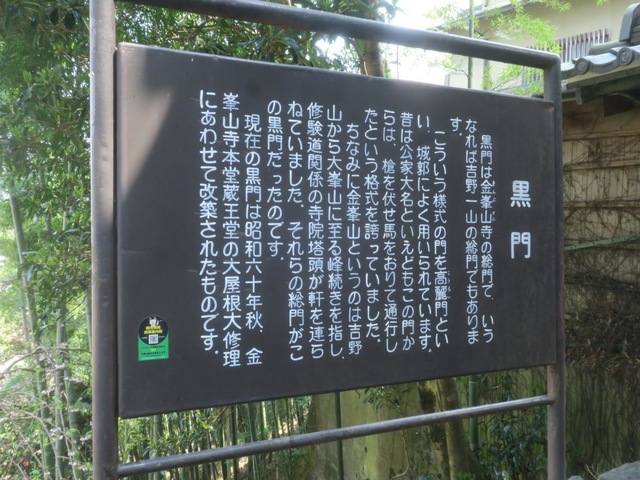 黒門
黒門は金峯山寺の総門で、いう
なれば吉野一山の総門でもありま
す。
こういう様式の門を高麗門とい
い、城郭によく用いられています。
昔は公家大名といえどもこの門か
らは、槍を伏せ馬をおりて通行し
たという格式を誇っていました。
ちなみに金峯山というのは吉野
山から大峯山に至る峰続きを指し、
修験道関係の寺院塔頭が軒を連ら
ねていました。それらの総門がこ
の黒門だったのです。
現在の黒門は昭和六十年秋、金
峯山寺本堂蔵王堂の大屋根大修理
にあわせて改築されたものです。